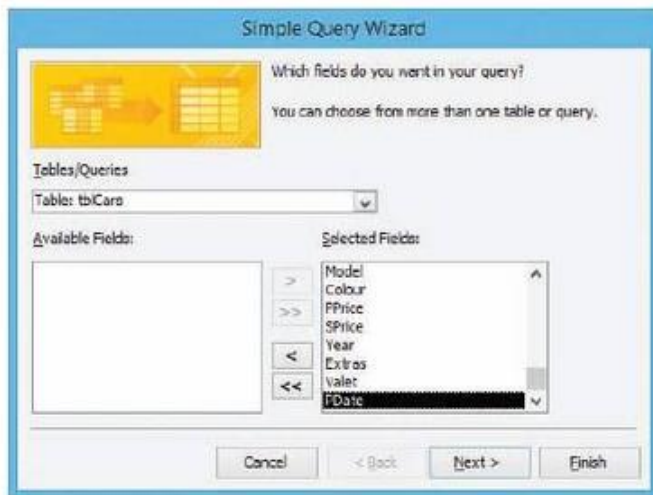 Simple Query Wizard
Which fields do you want in your query?
You can choose from more than one table or query.
Tables/Queries
Table: tblCars
Available Fields:
Selected Fields:
Model
Colour
PPrice
SPrice
Year
Extras
Valet
PDate
>
>>
<
<<
Cancel
< Back
Next >
Finish